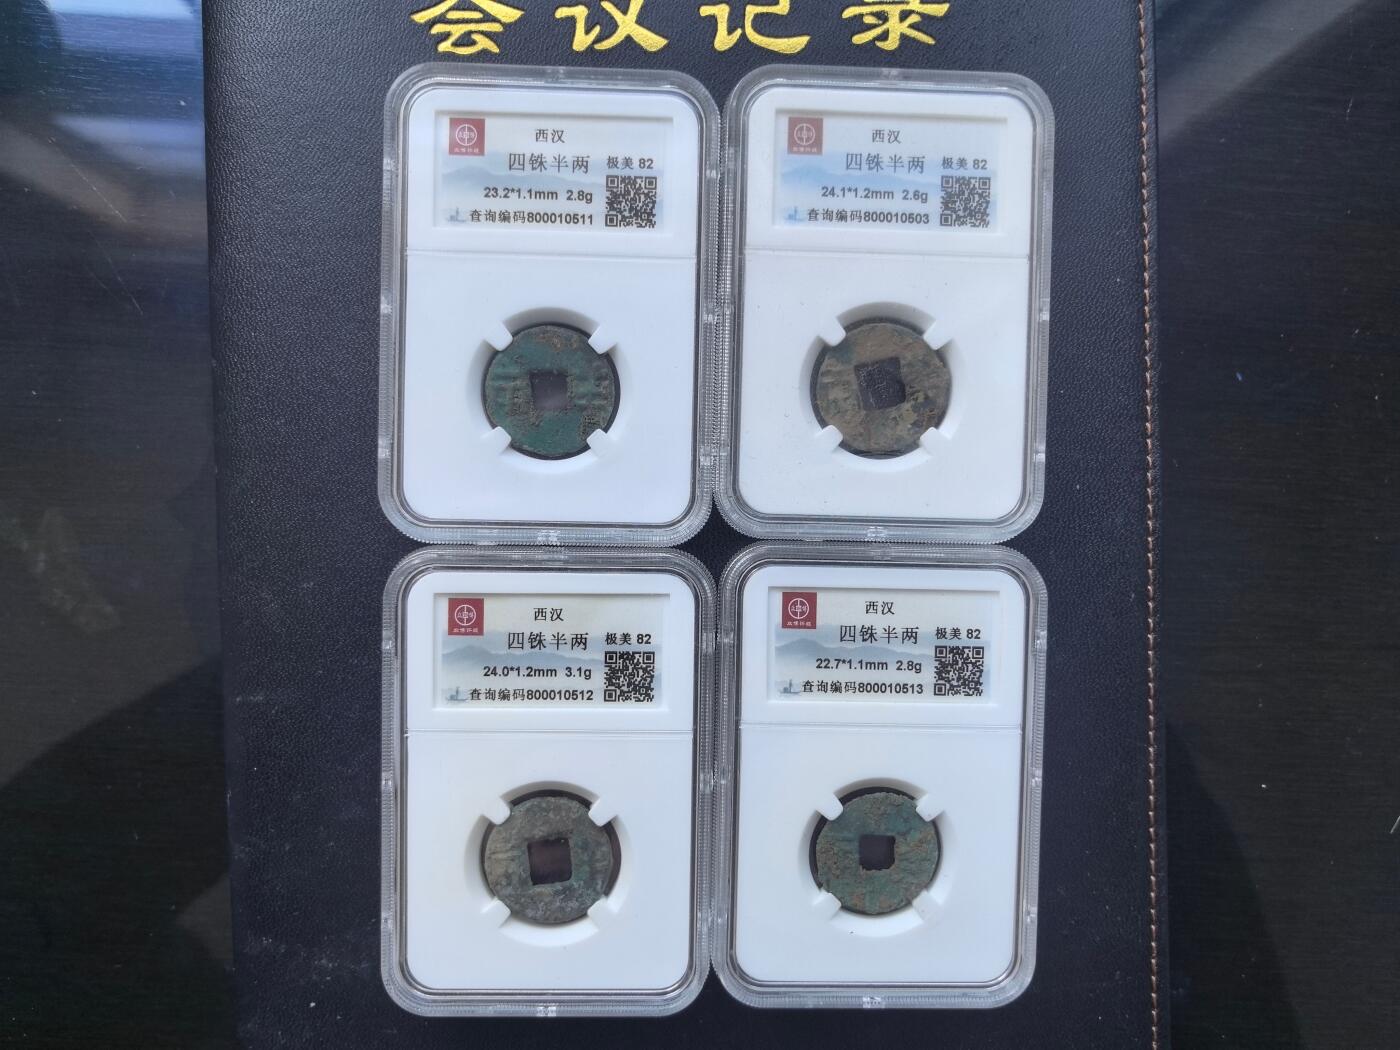 会议记录
西汉
四铢半两 极美 82
23.2*1.1mm 2.8g
查询编码800010511
西汉
四铢半两 极美 82
24.1*1.2mm 2.6g
查询编码800010503
西汉
四铢半两 极美 82
24.0*1.2mm 3.1g
查询编码800010512
西汉
四铢半两 极美 82
22.7*1.1mm 2.8g
查询编码800010513